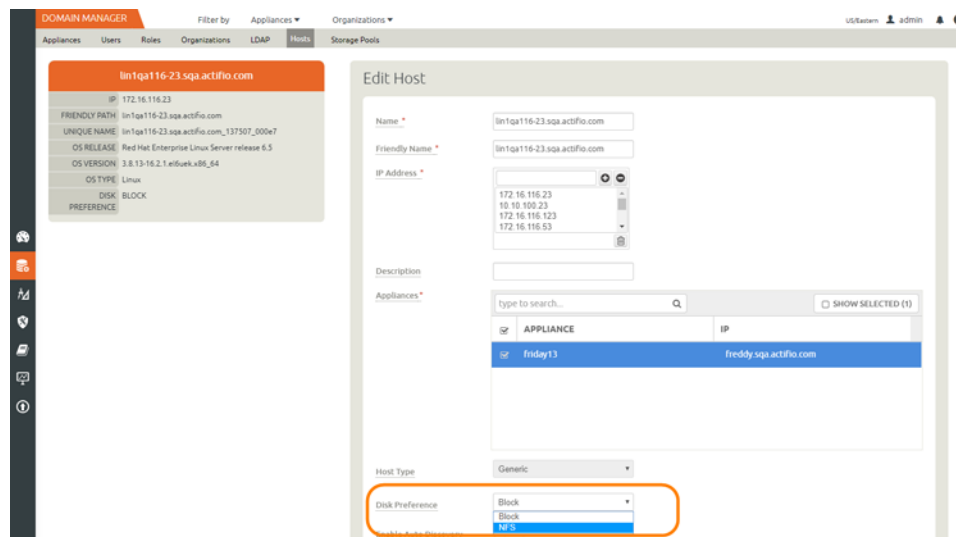 DOMAIN MANAGER
Filter by Appliances ▾ Organizations ▾
US/Eastern admin
Appliances Users Roles Organizations LDAP Hosts Storage Pools
lin1qa116-23.sqa.actifio.com
IP 172.16.116.23
FRIENDLY PATH lin1qa116-23.sqa.actifio.com
UNIQUE NAME lin1qa116-23.sqa.actifio.com_137507_000e7
OS RELEASE Red Hat Enterprise Linux Server release 6.5
OS VERSION 3.8.13-16.2.1.el6uek.x86_64
OS TYPE Linux
DISK PREFERENCE BLOCK
Edit Host
Name * lin1qa116-23.sqa.actifio.com
Friendly Name * lin1qa116-23.sqa.actifio.com
IP Address *
172.16.116.23
10.10.100.23
172.16.116.123
172.16.116.53
Description
Appliances *
type to search...
SHOW SELECTED (1)
APPLIANCE IP
friday13 freddy.sqa.actifio.com
Host Type Generic
Disk Preference Block
Block
NFS
Enable Auto Discovery